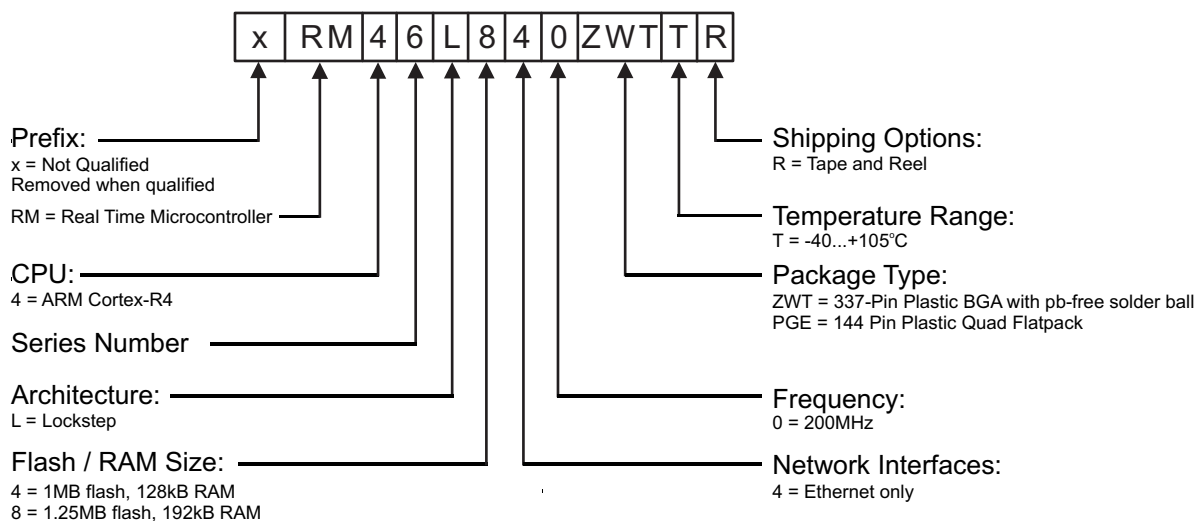 x RM 4 6 L 8 4 0 ZWT T R
Prefix:
x = Not Qualified
Removed when qualified
RM = Real Time Microcontroller
CPU:
4 = ARM Cortex-R4
Series Number
Architecture:
L = Lockstep
Flash / RAM Size:
4 = 1MB flash, 128kB RAM
8 = 1.25MB flash, 192kB RAM
Shipping Options:
R = Tape and Reel
Temperature Range:
T = -40...+105°C
Package Type:
ZWT = 337-Pin Plastic BGA with pb-free solder ball
PGE = 144 Pin Plastic Quad Flatpack
Frequency:
0 = 200MHz
Network Interfaces:
4 = Ethernet only